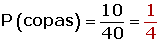 P (copas) = 10/40 = 1/4